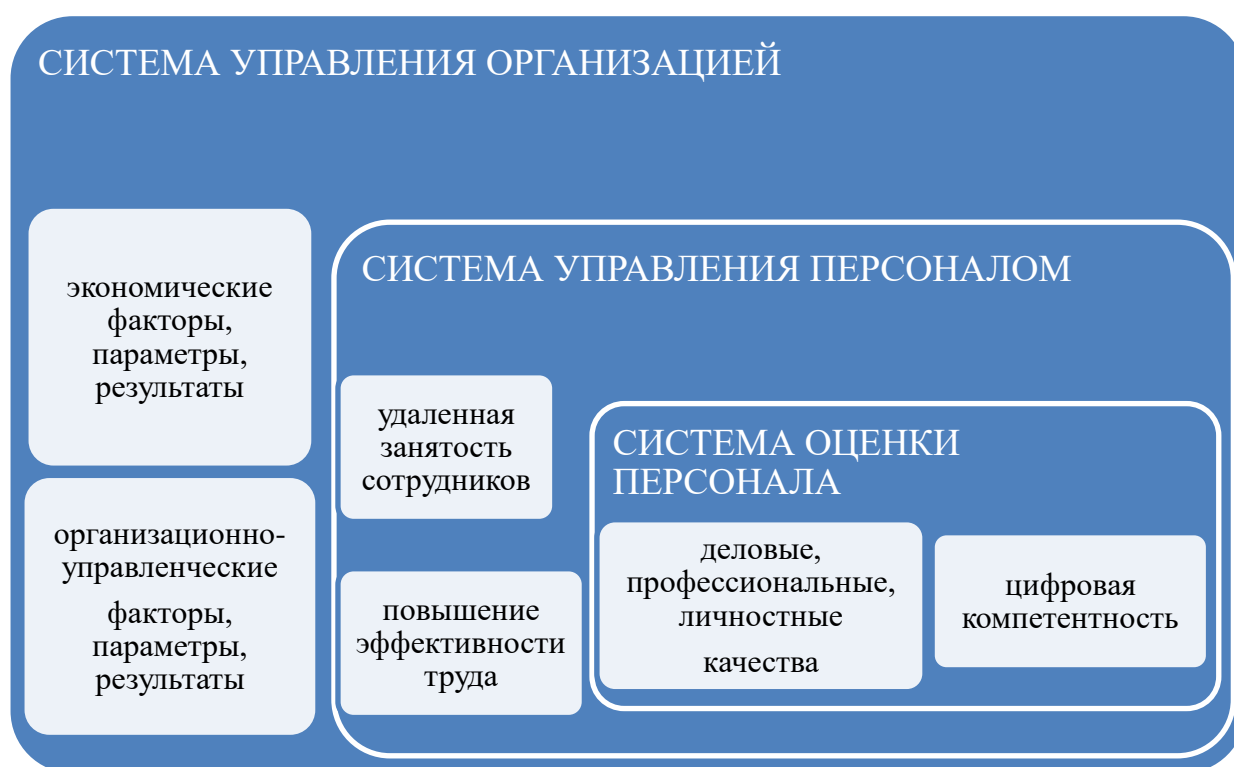 СИСТЕМА УПРАВЛЕНИЯ ОРГАНИЗАЦИЕЙ
экономические
факторы,
параметры,
результаты
организационно-
управленческие
факторы,
параметры,
результаты
СИСТЕМА УПРАВЛЕНИЯ ПЕРСОНАЛОМ
удаленная
занятость
сотрудников
повышение
эффективности
труда
СИСТЕМА ОЦЕНКИ
ПЕРСОНАЛА
деловые,
профессиональные,
личностные
качества
цифровая
компетентность